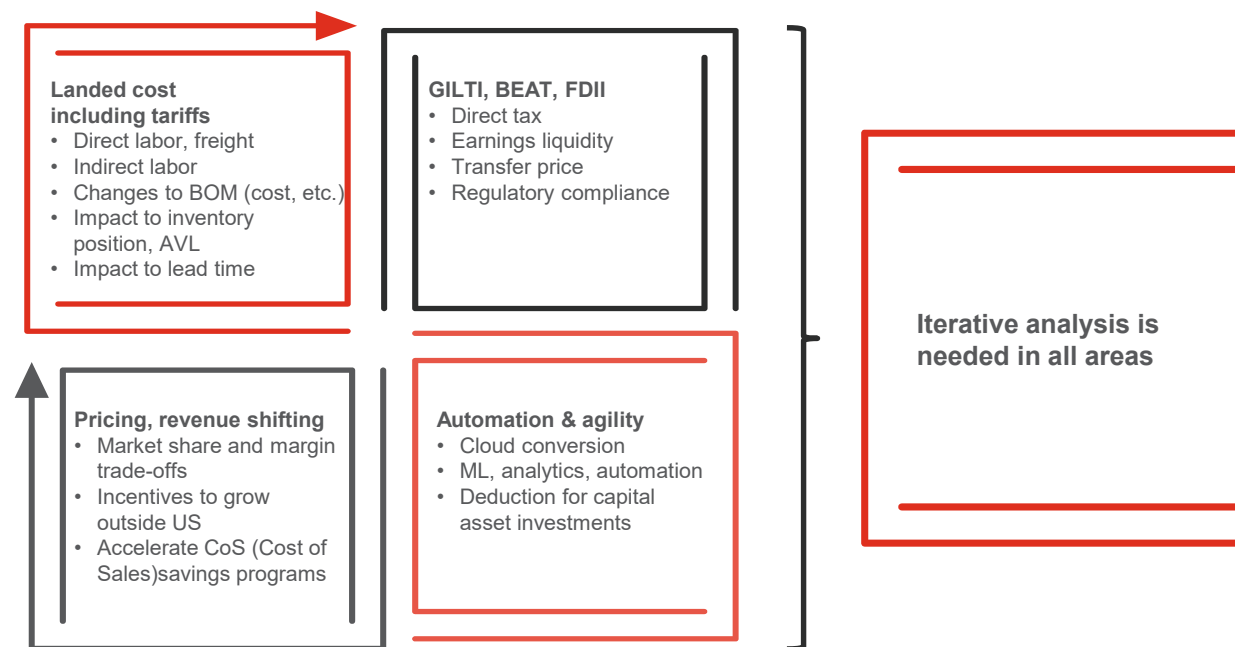 Landed cost
including tariffs
• Direct labor, freight
• Indirect labor
• Changes to BOM (cost, etc.)
• Impact to inventory
position, AVL
• Impact to lead time
GILTI, BEAT, FDII
• Direct tax
• Earnings liquidity
• Transfer price
• Regulatory compliance
Pricing, revenue shifting
• Market share and margin
trade-offs
• Incentives to grow
outside US
• Accelerate CoS (Cost of
Sales)savings programs
Automation & agility
• Cloud conversion
• ML, analytics, automation
• Deduction for capital
asset investments
Iterative analysis is
needed in all areas